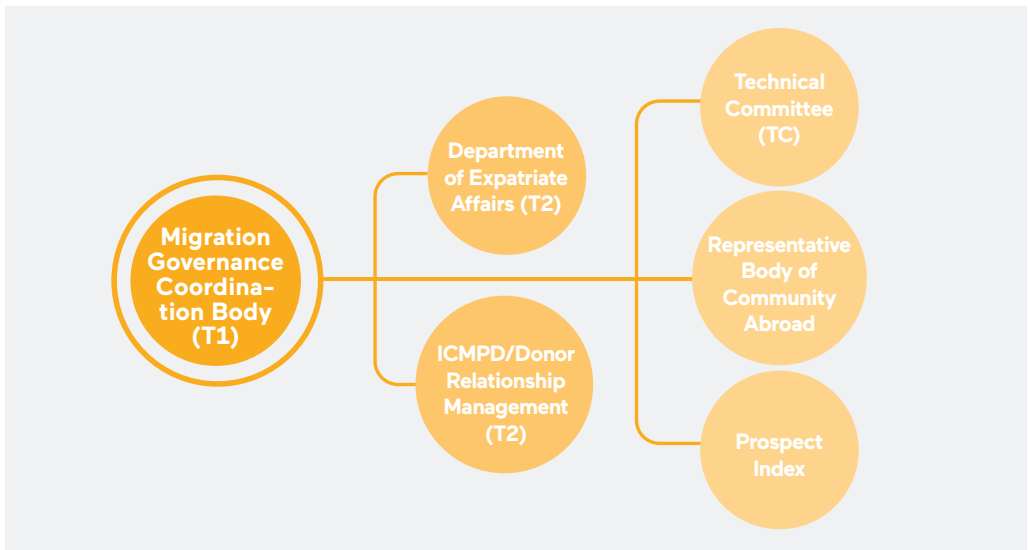 Migration
Governance
Coordina-
tion Body
(T1)
Department
of Expatriate
Affairs (T2)
ICMPD/Donor
Relationship
Management
(T2)
Technical
Committee
(TC)
Representative
Body of
Community
Abroad
Prospect
Index